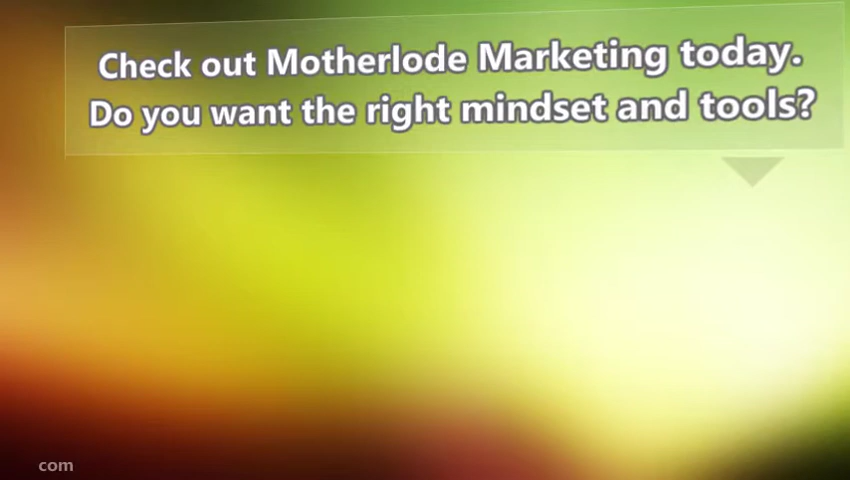 Check out Motherlode Marketing today.
Do you want the right mindset and tools?
com